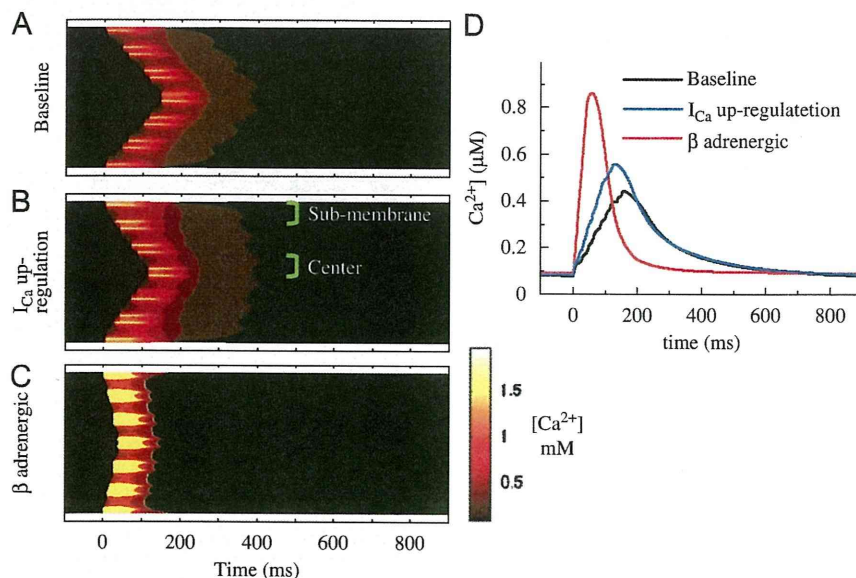 A
Baseline
B
Sub-membrane
Center
I_Ca up-
regulation
C
β adrenergic
0 200 400 600 800
Time (ms)
1.5
1
0.5
[Ca²⁺]
mM
D
Baseline
I_Ca up-regulatetion
β adrenergic
Ca²⁺] (μM)
0.8
0.6
0.4
0.2
0
0 200 400 600 800
time (ms)